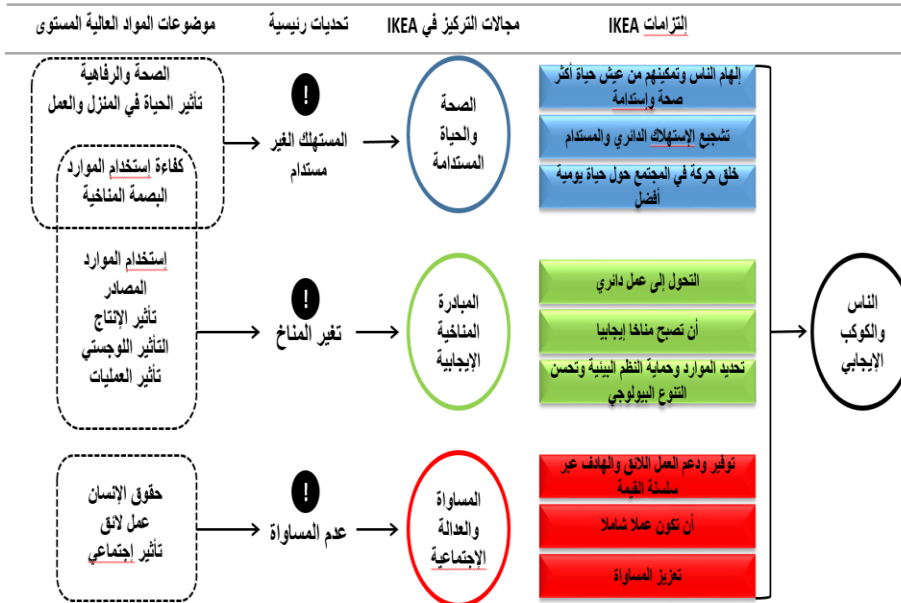 موضوعات المواد العالية المستوى
تحديات رئيسية
مجالات التركيز في IKEA
إلتزامات IKEA
الصحة والرفاهية
تأثير الحياة في المنزل والعمل
كفاءة إستخدام الموارد
البصمة المناخية
إستخدام الموارد
المصادر
تأثير الإنتاج
التأثير اللوجستي
تأثير العمليات
حقوق الإنسان
عمل لائق
تأثير إجتماعي
!
المستهلك الغير
مستدام
!
تغير المناخ
!
عدم المساواة
الصحة
والحياة
المستدامة
المبادرة
المناخية
الإيجابية
المساواة
والعدالة
الإجتماعية
إلهام الناس وتمكينهم من عيش حياة أكثر
صحة وإستدامة
تشجيع الإستهلاك الدائري والمستدام
خلق حركة في المجتمع حول حياة يومية
أفضل
التحول إلى عمل دائري
أن تصبح مناخا إيجابيا
تحديد الموارد وحماية النظم البيئية وتحسن
التنوع البيولوجي
توفير ودعم العمل اللائق والهادف عبر
سلسلة القيمة
أن تكون عملا شاملا
تعزيز المساواة
الناس
والكوكب
الإيجابي